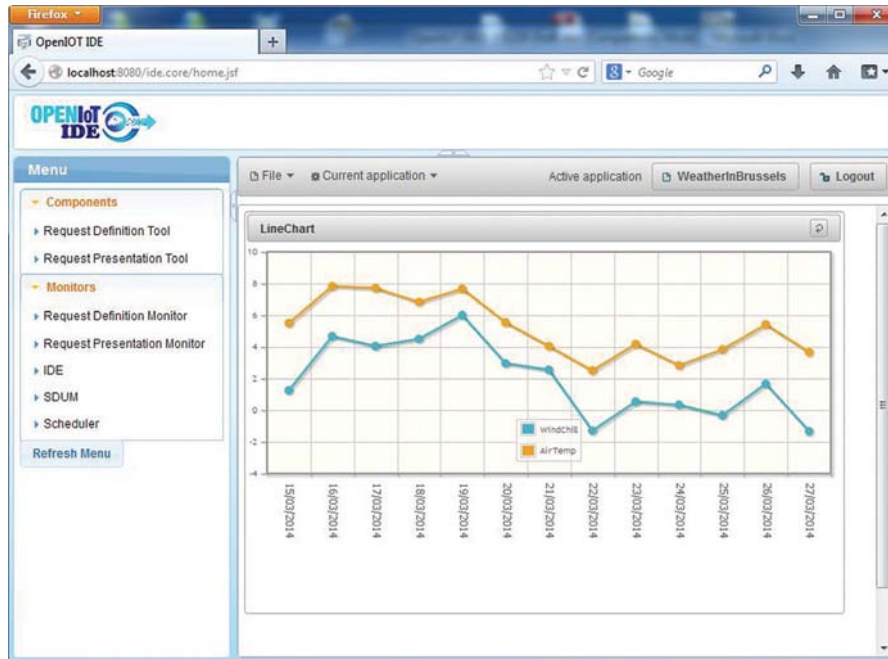 Firefox
OpenIOT IDE
localhost:8080/ide.core/home.jsf
Google
OPENIoT
IDE
Menu
File
Current application
Active application
WeatherInBrussels
Logout
Components
Request Definition Tool
Request Presentation Tool
Monitors
Request Definition Monitor
Request Presentation Monitor
IDE
SDUM
Scheduler
Refresh Menu
LineChart
10
8
6
4
2
0
-2
-4
WindChill
AirTemp
15/03/2014
16/03/2014
17/03/2014
18/03/2014
19/03/2014
20/03/2014
21/03/2014
22/03/2014
23/03/2014
24/03/2014
25/03/2014
26/03/2014
27/03/2014